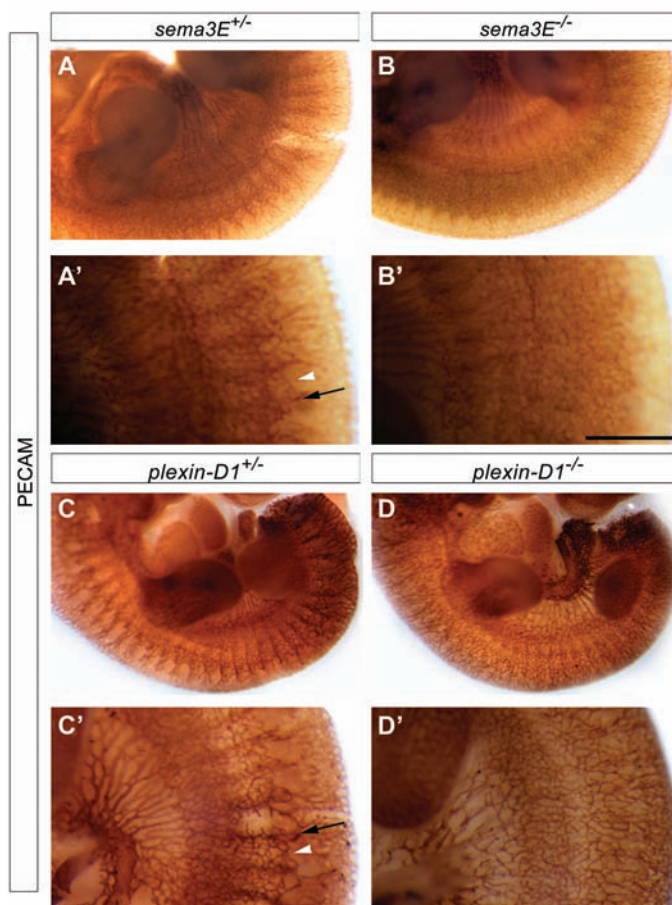 sema3E+/- sema3E-/-
A B
A' B'
plexin-D1+/- plexin-D1-/-
C D
C' D'
PECAM